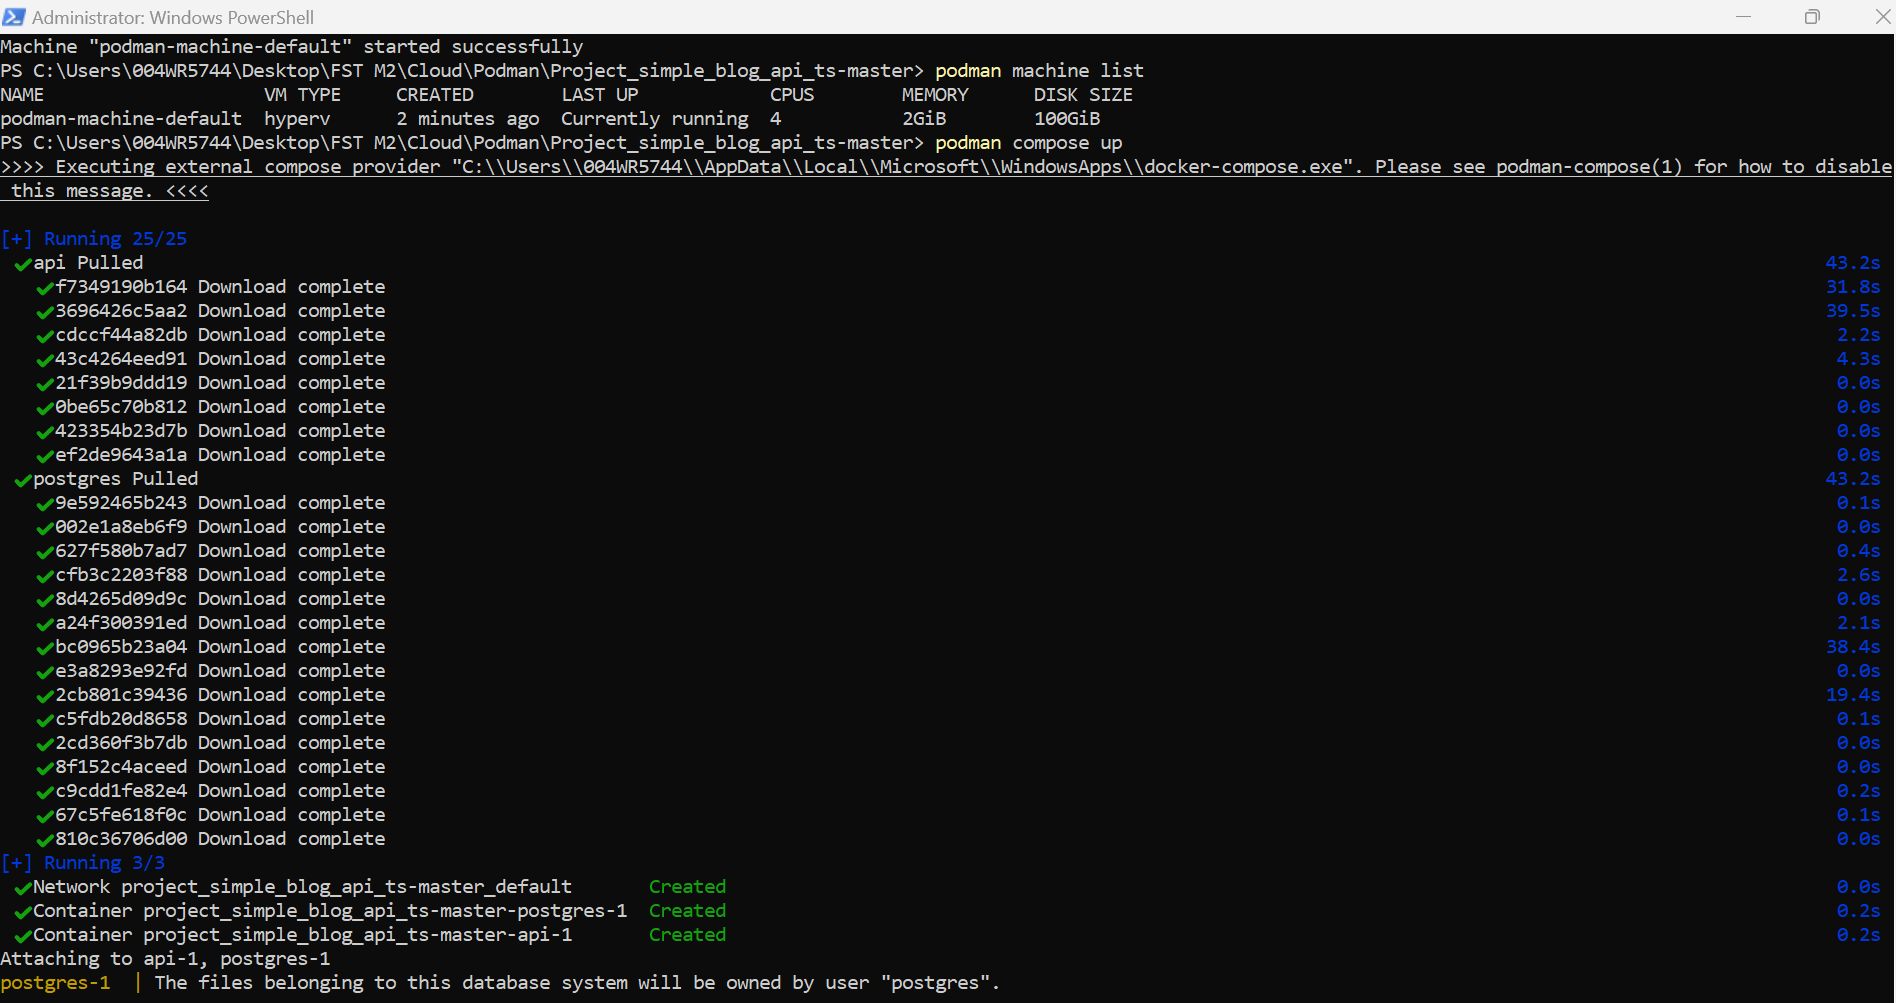 Administrator: Windows PowerShell
Machine "podman-machine-default" started successfully
PS C:\Users\004WR5744\Desktop\FST M2\Cloud\Podman\Project_simple_blog_api_ts-master> podman machine list
NAME VM TYPE CREATED LAST UP CPUS MEMORY DISK SIZE
podman-machine-default hyperv 2 minutes ago Currently running 4 2GiB 100GiB
PS C:\Users\004WR5744\Desktop\FST M2\Cloud\Podman\Project_simple_blog_api_ts-master> podman compose up
>>>> Executing external compose provider "C:\\Users\\004WR5744\\AppData\\Local\\Microsoft\\WindowsApps\\docker-compose.exe". Please see podman-compose(1) for how to disable
this message. <<<<
[+] Running 25/25
✔api Pulled 43.2s
✔f7349190b164 Download complete 31.8s
✔3696426c5aa2 Download complete 39.5s
✔cdccf44a82db Download complete 2.2s
✔43c4264eed91 Download complete 4.3s
✔21f39b9ddd19 Download complete 0.0s
✔0be65c70b812 Download complete 0.0s
✔423354b23d7b Download complete 0.0s
✔ef2de9643a1a Download complete 0.0s
✔postgres Pulled 43.2s
✔9e592465b243 Download complete 0.1s
✔002e1a8eb6f9 Download complete 0.0s
✔627f580b7ad7 Download complete 0.4s
✔cfb3c2203f88 Download complete 2.6s
✔8d4265d09d9c Download complete 0.0s
✔a24f300391ed Download complete 2.1s
✔bc0965b23a04 Download complete 38.4s
✔e3a8293e92fd Download complete 0.0s
✔2cb801c39436 Download complete 19.4s
✔c5fdb20d8658 Download complete 0.1s
✔2cd360f3b7db Download complete 0.0s
✔8f152c4aceed Download complete 0.0s
✔c9cdd1fe82e4 Download complete 0.2s
✔67c5fe618f0c Download complete 0.1s
✔810c36706d00 Download complete 0.0s
[+] Running 3/3
✔Network project_simple_blog_api_ts-master_default Created 0.0s
✔Container project_simple_blog_api_ts-master-postgres-1 Created 0.2s
✔Container project_simple_blog_api_ts-master-api-1 Created 0.2s
Attaching to api-1, postgres-1
postgres-1 | The files belonging to this database system will be owned by user "postgres".